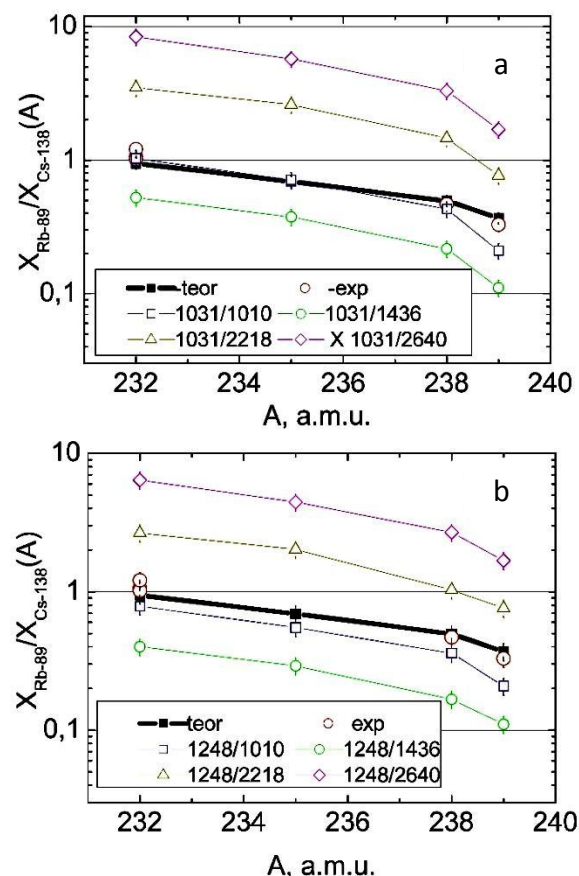 10
a
1
0,1
X_Rb-89/X_Cs-138(A)
-teor -exp
1031/1010 1031/1436
1031/2218 X 1031/2640
232 234 236 238 240
A, a.m.u.
10
b
1
0,1
X_Rb-89/X_Cs-138(A)
teor exp
1248/1010 1248/1436
1248/2218 1248/2640
232 234 236 238 240
A, a.m.u.